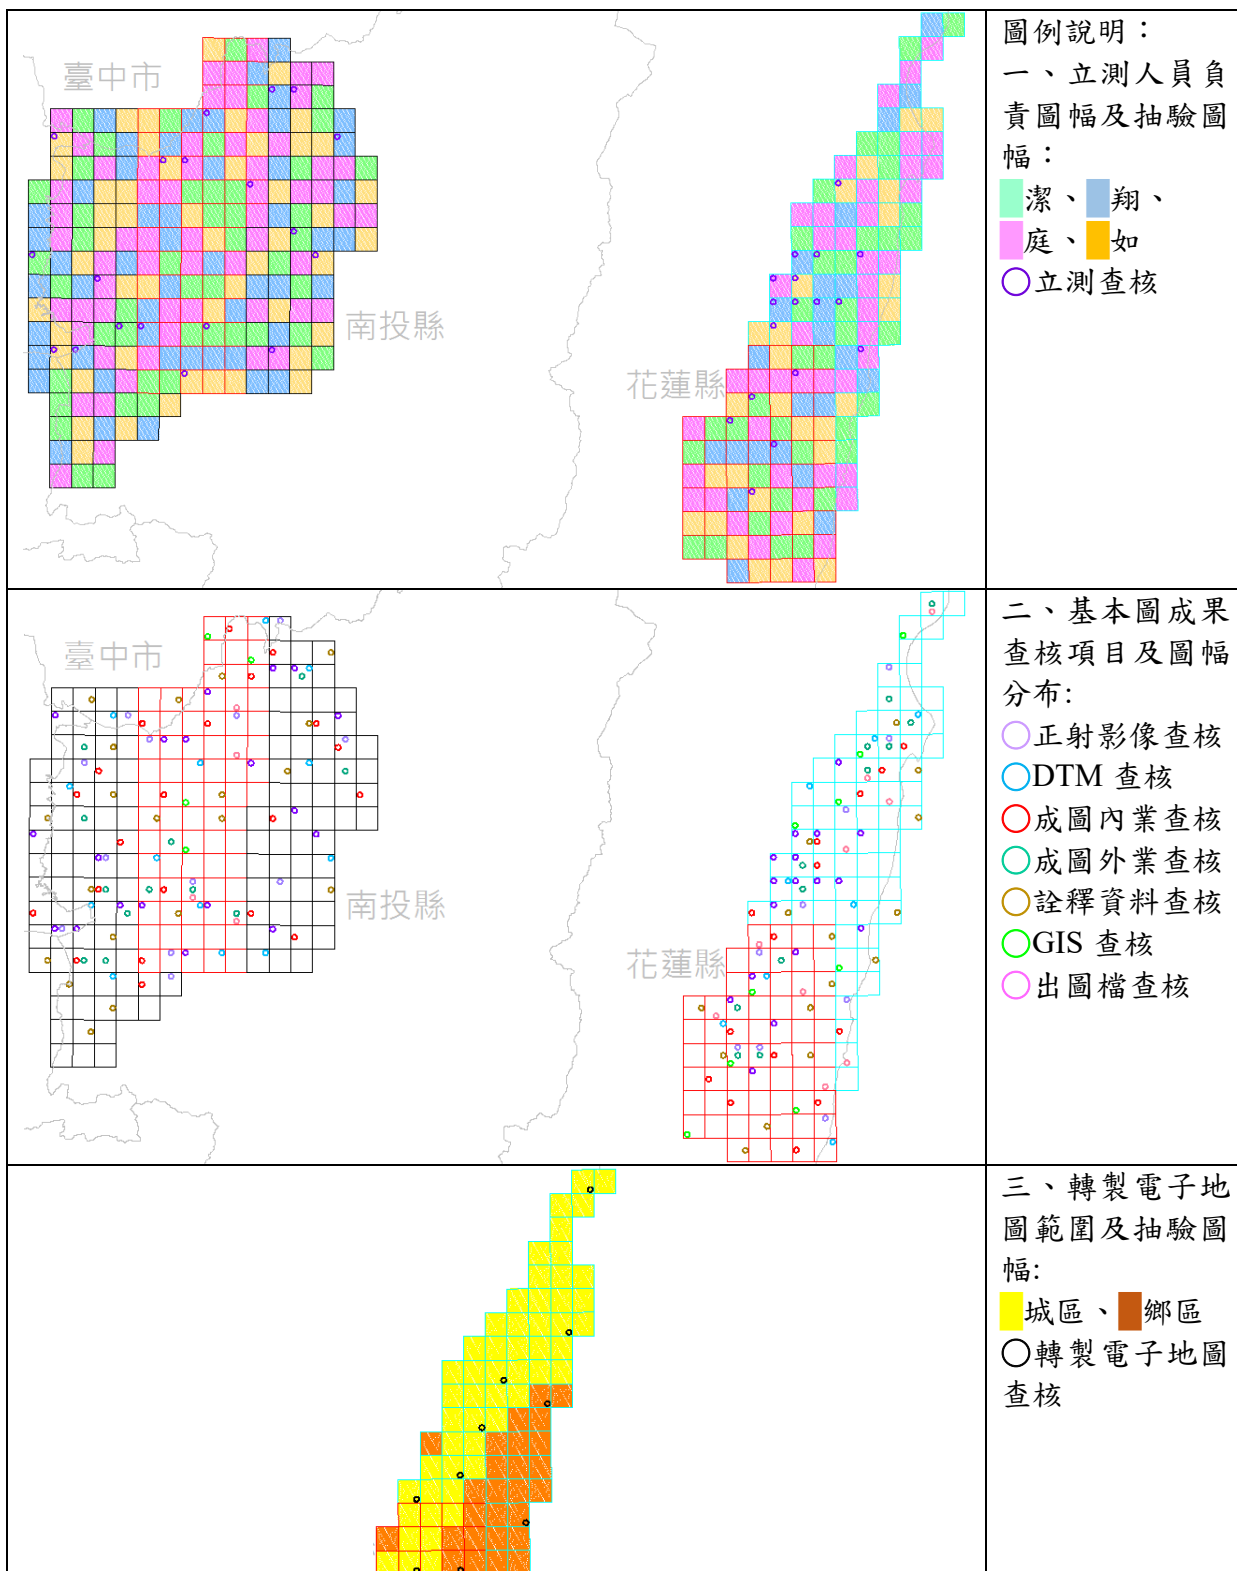 臺中市
南投縣
花蓮縣
圖例說明：
一、立測人員負
責圖幅及抽驗圖
幅：
潔、翔、
庭、如
立測查核
臺中市
南投縣
花蓮縣
二、基本圖成果
查核項目及圖幅
分布:
正射影像查核
DTM 查核
成圖內業查核
成圖外業查核
詮釋資料查核
GIS 查核
出圖檔查核
三、轉製電子地
圖範圍及抽驗圖
幅:
城區、鄉區
轉製電子地圖
查核